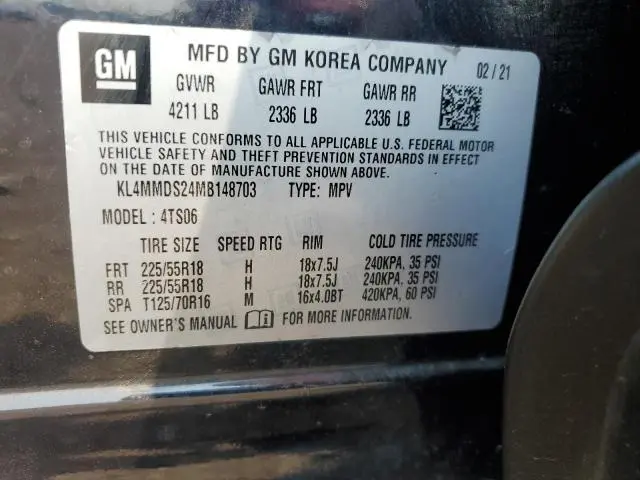 GM MFD BY GM KOREA COMPANY 02 / 21
GVWR GAWR FRT GAWR RR
4211 LB 2336 LB 2336 LB
THIS VEHICLE CONFORMS TO ALL APPLICABLE U.S. FEDERAL MOTOR
VEHICLE SAFETY AND THEFT PREVENTION STANDARDS IN EFFECT
ON THE DATE OF MANUFACTURE SHOWN ABOVE.
KL4MMDS24MB148703 TYPE: MPV
MODEL : 4TS06
TIRE SIZE SPEED RTG RIM COLD TIRE PRESSURE
FRT 225/55R18 H 18x7.5J 240KPA, 35 PSI
RR 225/55R18 H 18x7.5J 240KPA, 35 PSI
SPA T125/70R16 M 16x4.0BT 420KPA, 60 PSI
SEE OWNER'S MANUAL FOR MORE INFORMATION.